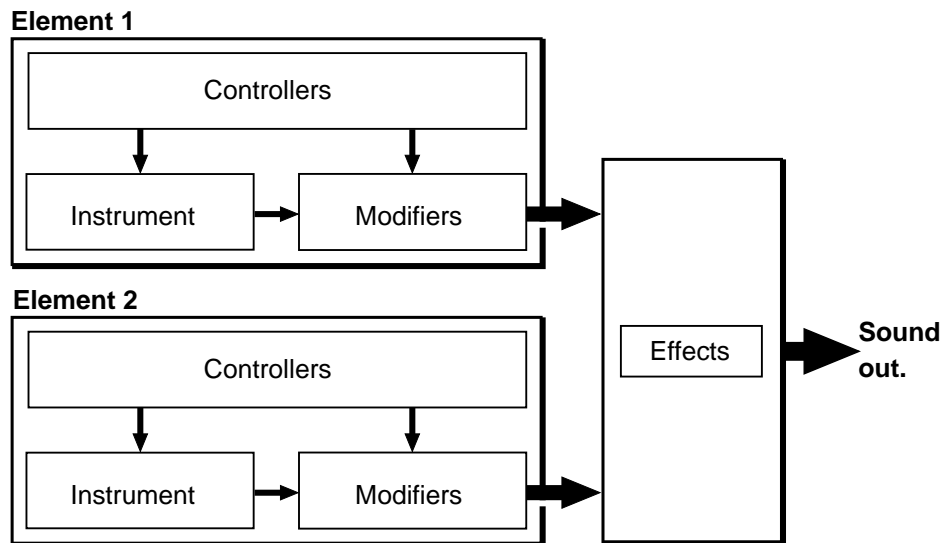 Element 1
Controllers
Instrument
Modifiers
Element 2
Controllers
Instrument
Modifiers
Effects
Sound
out.